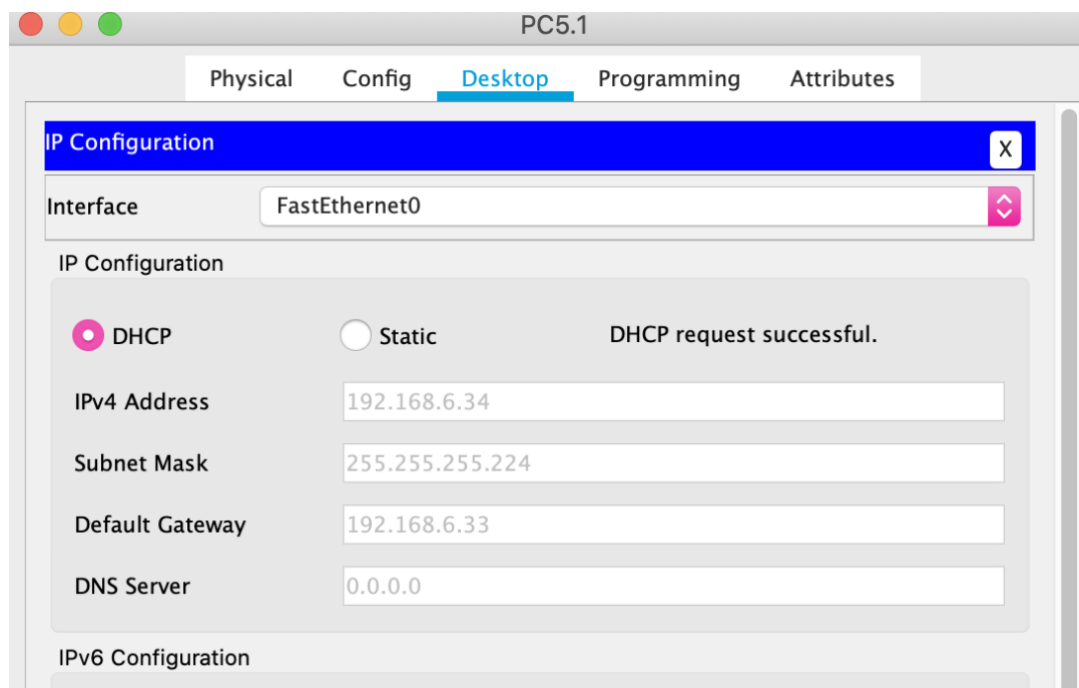 PC5.1
Physical Config Desktop Programming Attributes
IP Configuration X
Interface FastEthernet0
IP Configuration
DHCP Static DHCP request successful.
IPv4 Address 192.168.6.34
Subnet Mask 255.255.255.224
Default Gateway 192.168.6.33
DNS Server 0.0.0.0
IPv6 Configuration